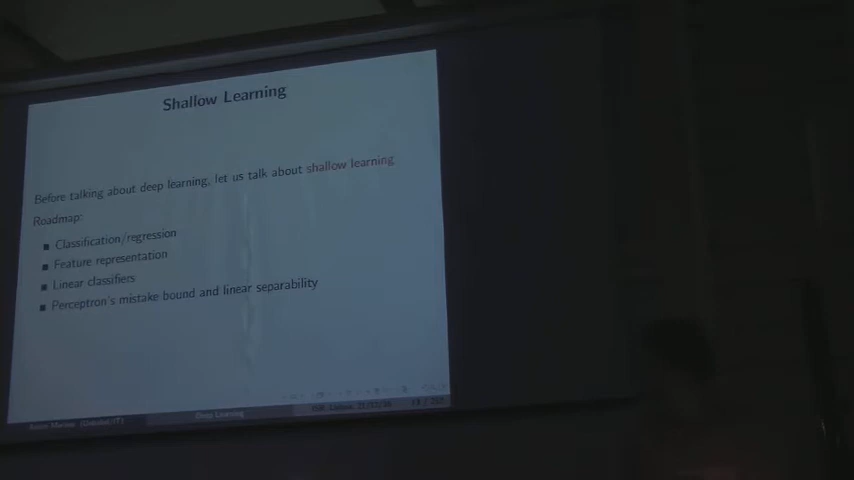 Shallow Learning
Before talking about deep learning, let us talk about shallow learning
Roadmap:
Classification/regression
Feature representation
Linear classifiers
Perceptron's mistake bound and linear separability
Deep Learning